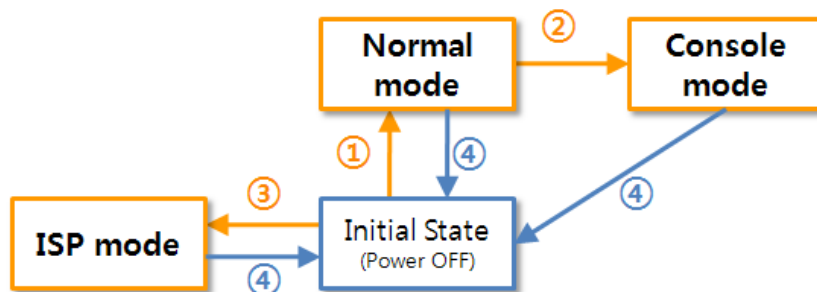 Normal
mode
②
Console
mode
①
④
④
③
ISP mode
Initial State
(Power OFF)
④